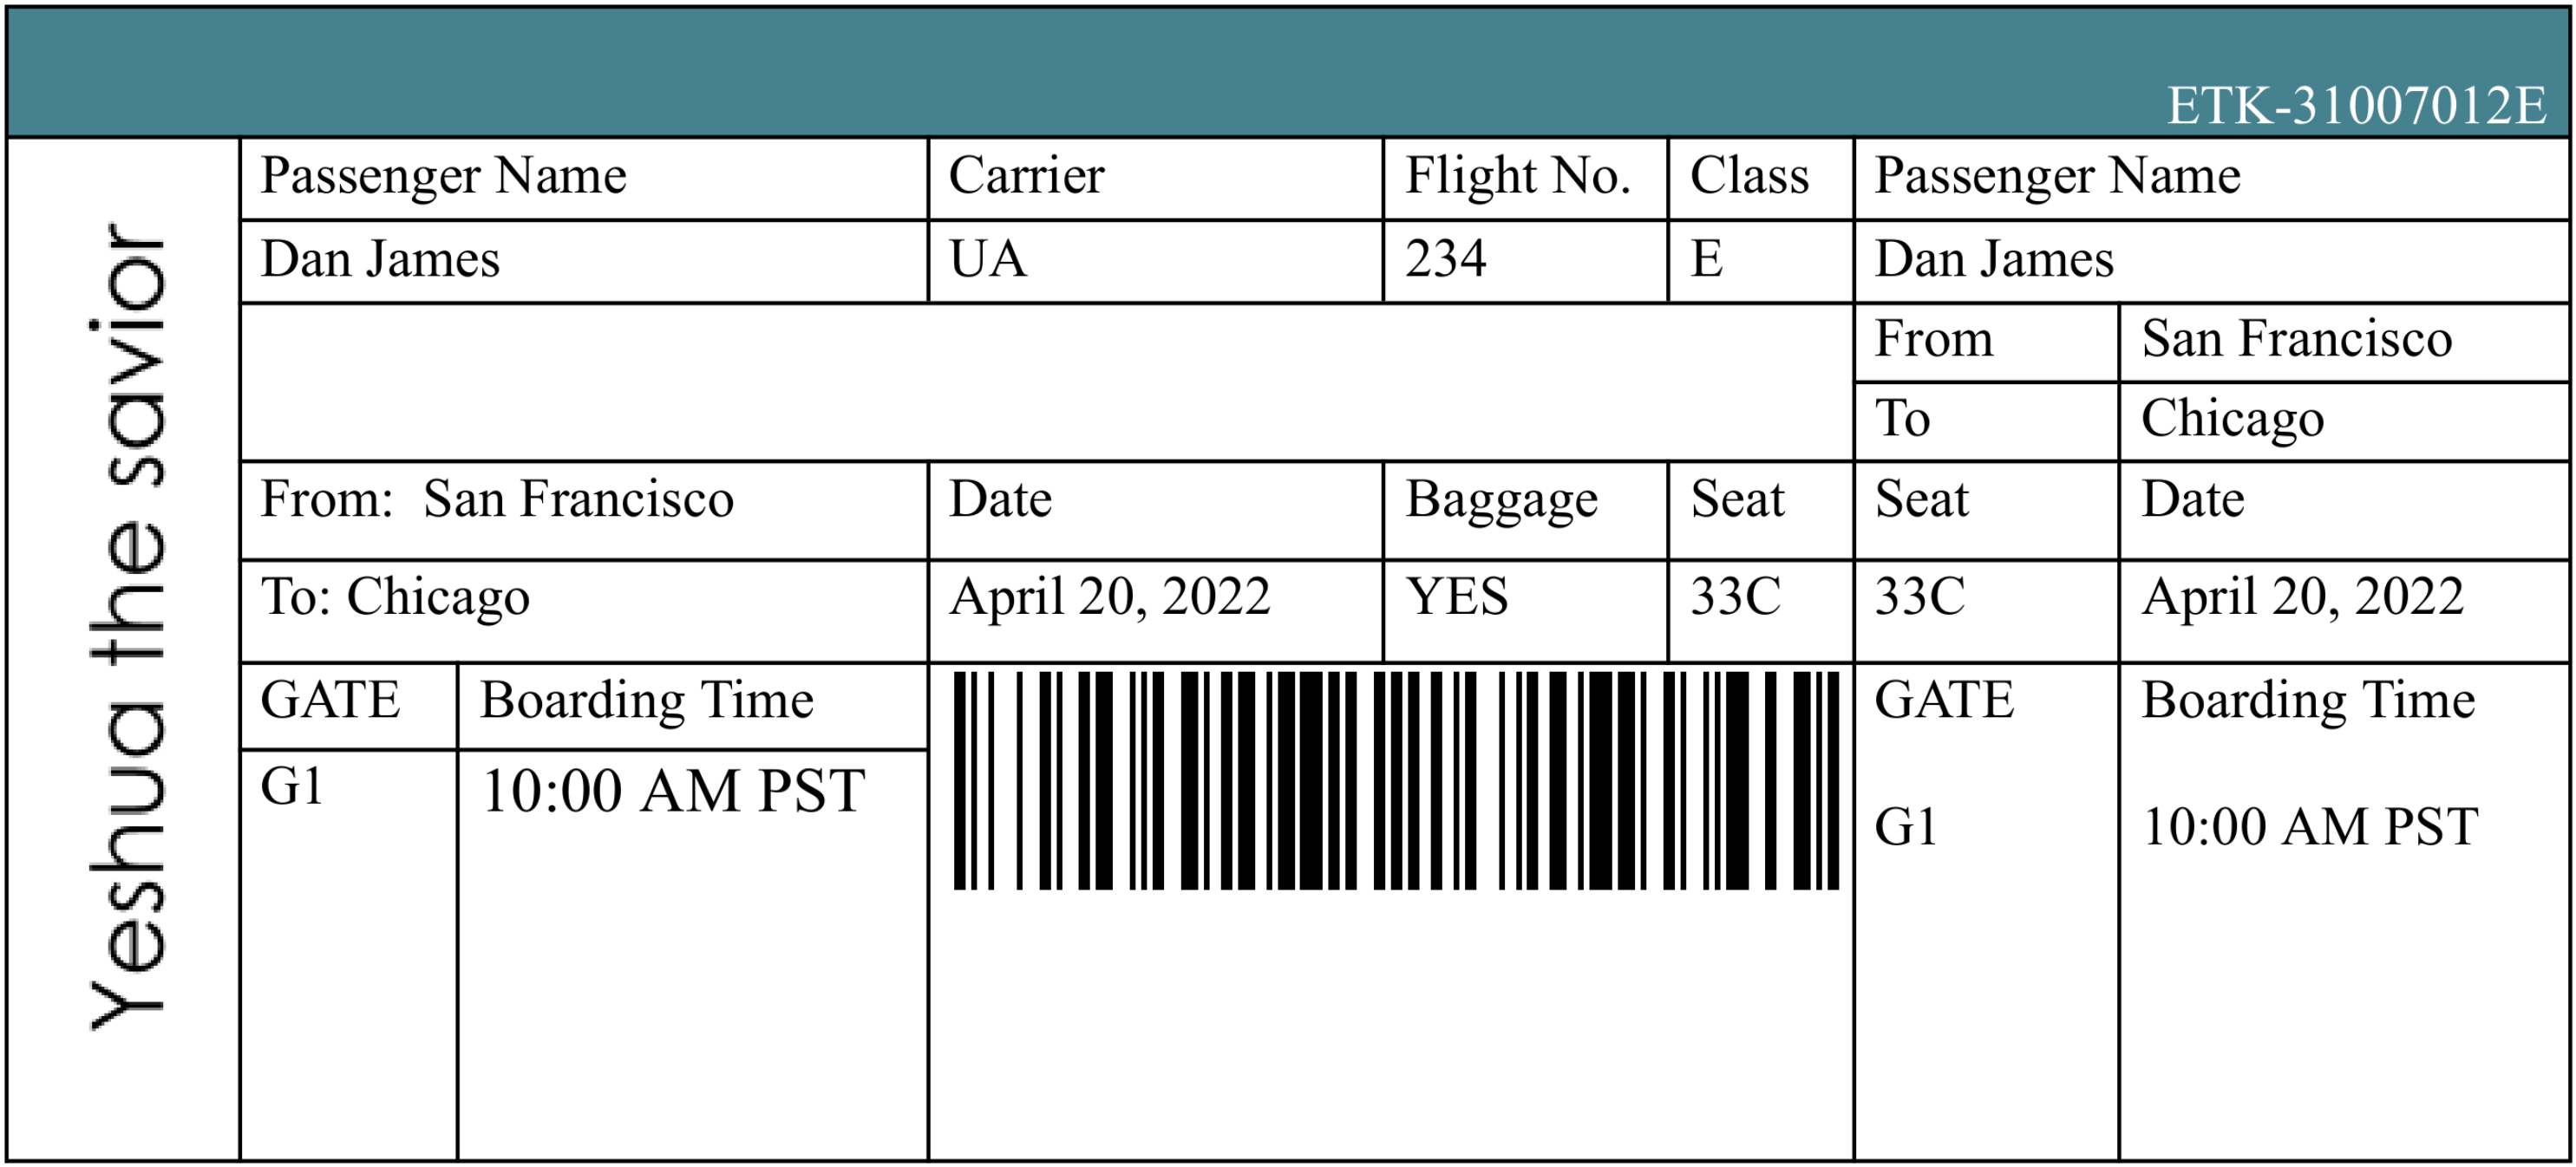 ETK-31007012E
Yeshua the savior
Passenger Name Carrier Flight No. Class Passenger Name
Dan James UA 234 E Dan James
From San Francisco
To Chicago
From: San Francisco Date Baggage Seat Seat Date
To: Chicago April 20, 2022 YES 33C 33C April 20, 2022
GATE Boarding Time GATE Boarding Time
G1 10:00 AM PST G1 10:00 AM PST